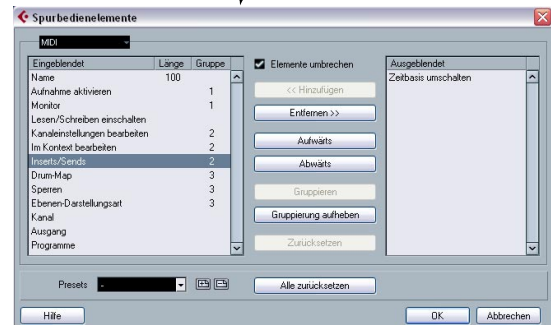 Spurbedienelemente
MIDI
Eingeblendet Länge Gruppe
Name 100
Aufnahme aktivieren 1
Monitor 1
Lesen/Schreiben einschalten
Kanaleinstellungen bearbeiten 2
Im Kontext bearbeiten 2
Inserts/Sends 2
Drum-Map 3
Sperren 3
Ebenen-Darstellungsart 3
Kanal
Ausgang
Programme
Elemente umbrechen
<< Hinzufügen
Entfernen >>
Aufwärts
Abwärts
Gruppieren
Gruppierung aufheben
Zurücksetzen
Ausgeblendet
Zeitbasis umschalten
Presets -
Alle zurücksetzen
Hilfe
OK
Abbrechen